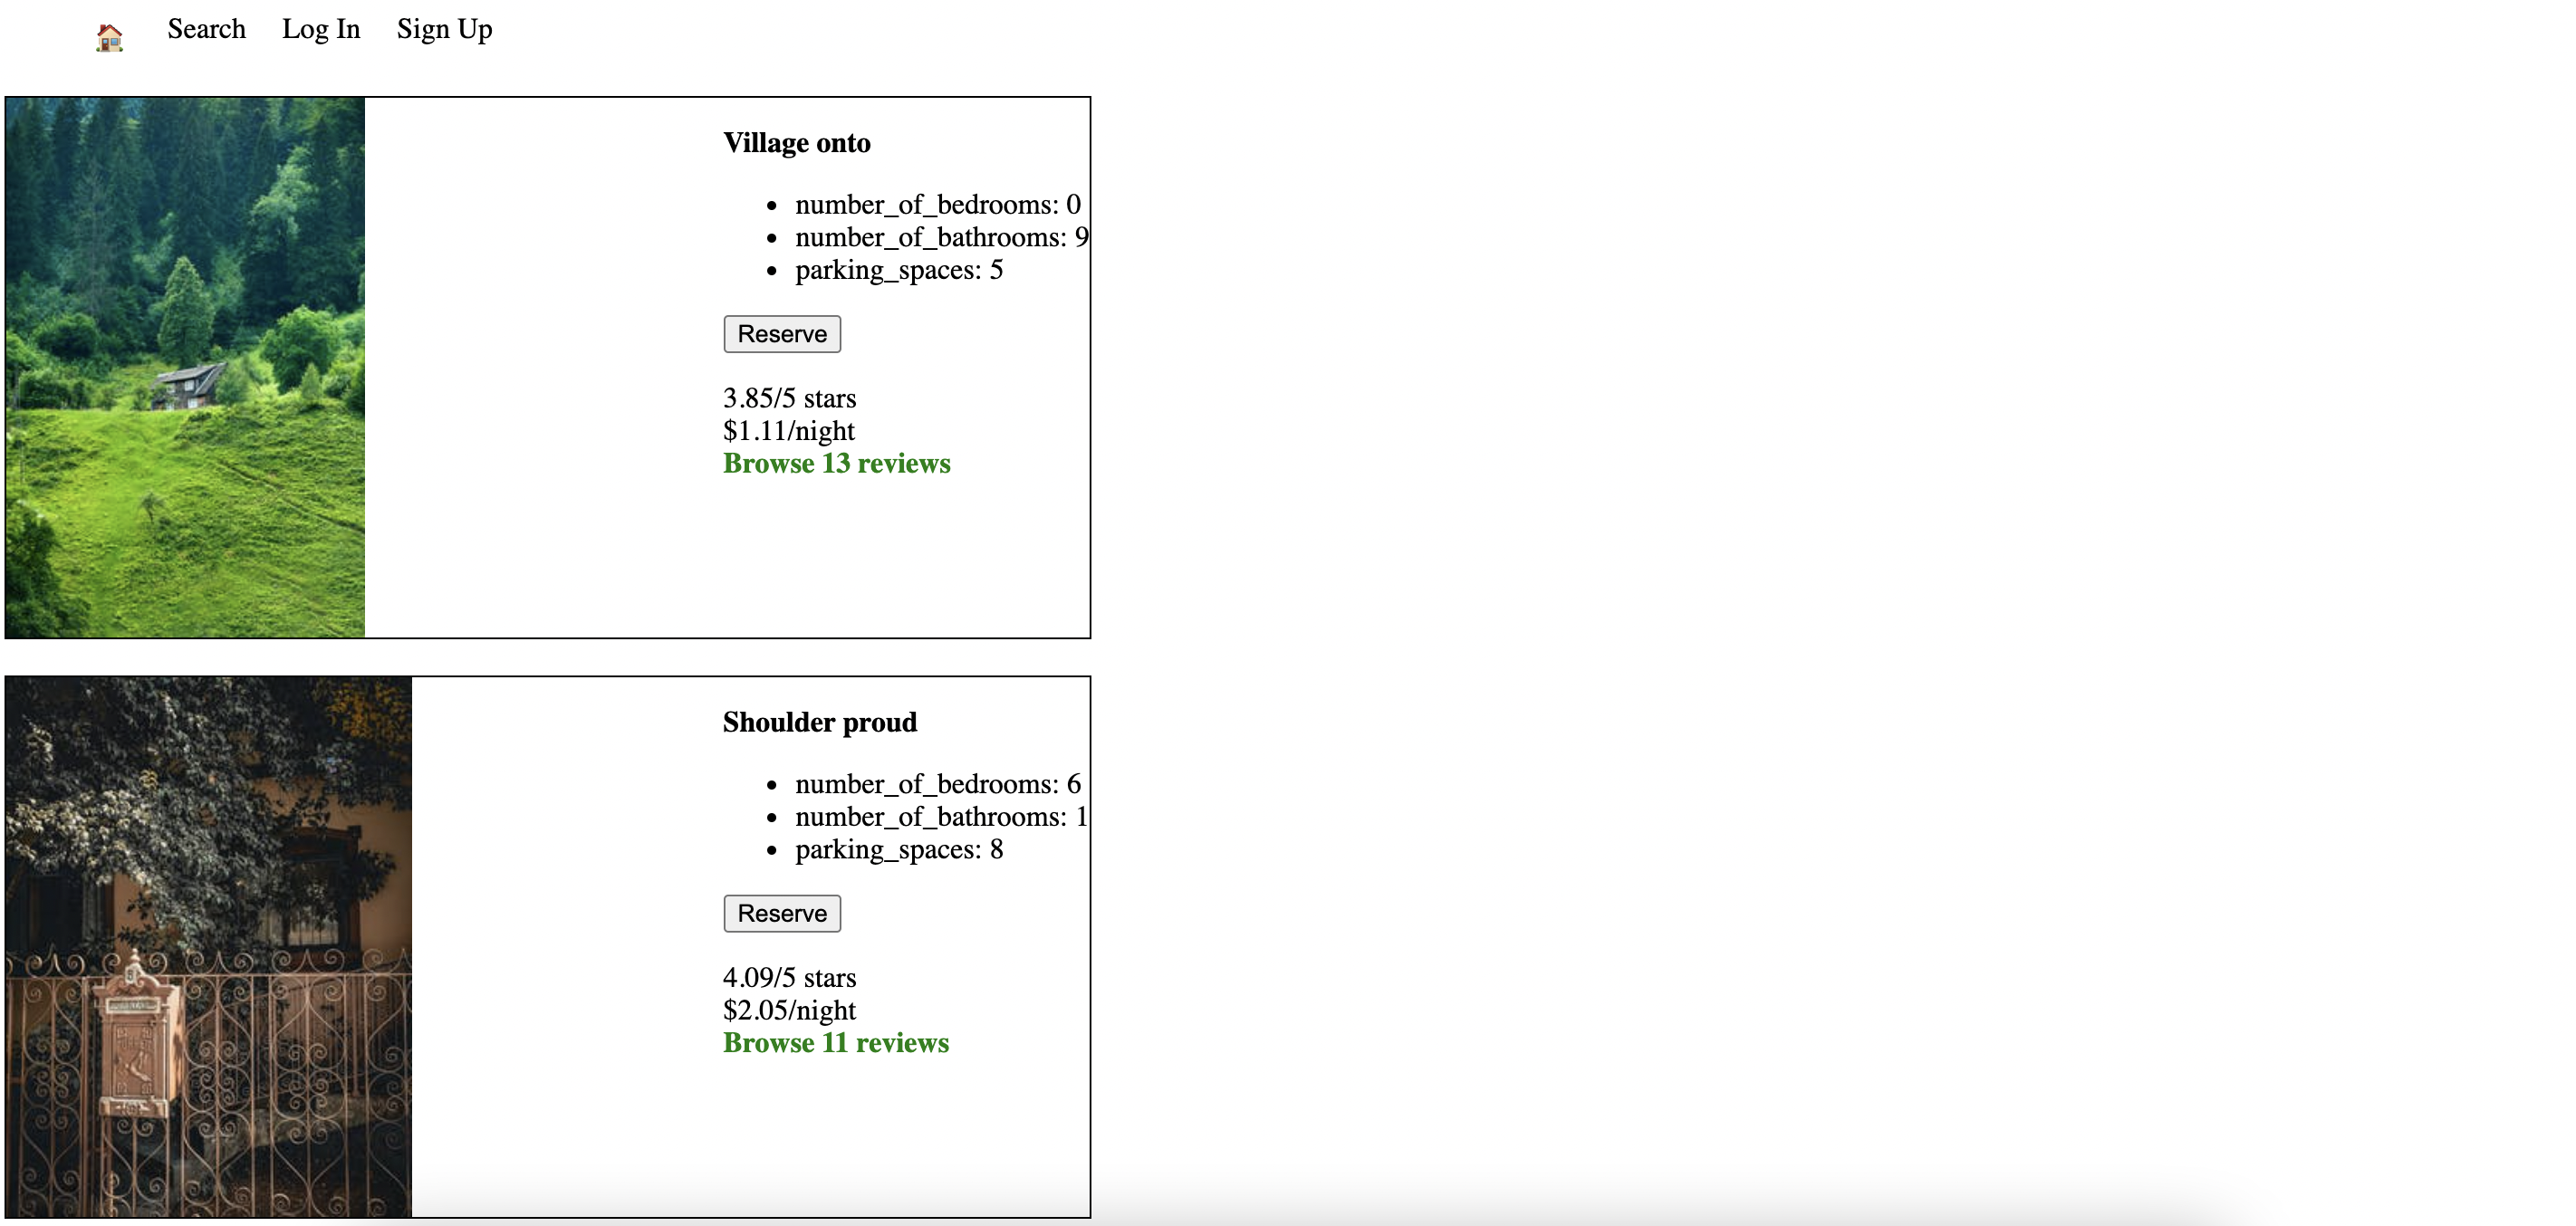 Search Log In Sign Up
Village onto
number_of_bedrooms: 0
number_of_bathrooms: 9
parking_spaces: 5
Reserve
3.85/5 stars
$1.11/night
Browse 13 reviews
Shoulder proud
number_of_bedrooms: 6
number_of_bathrooms: 1
parking_spaces: 8
Reserve
4.09/5 stars
$2.05/night
Browse 11 reviews